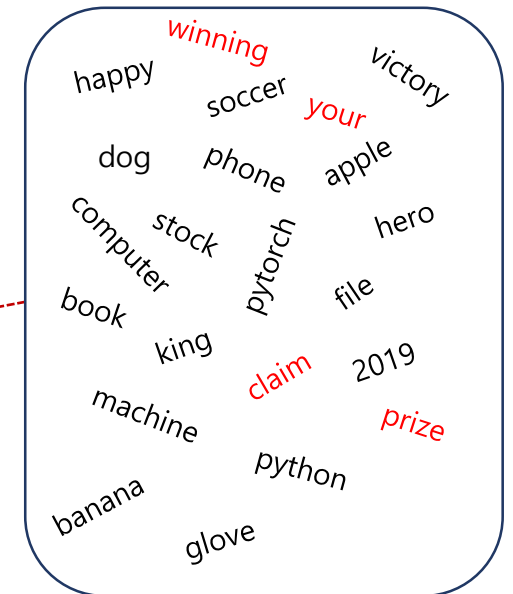 winning
victory
happy
soccer
your
dog
phone
apple
computer
stock
hero
pytorch
file
book
king
2019
claim
machine
prize
python
banana
glove